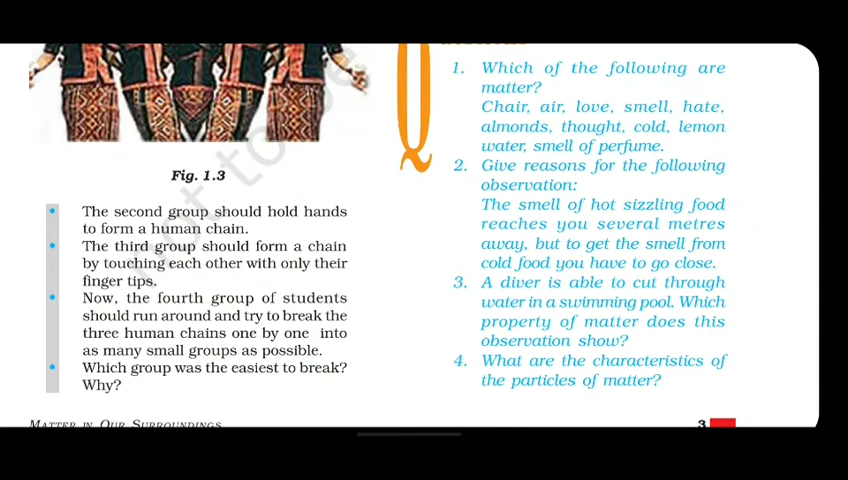 Fig. 1.3
• The second group should hold hands
to form a human chain.
• The third group should form a chain
by touching each other with only their
finger tips.
• Now, the fourth group of students
should run around and try to break the
three human chains one by one into
as many small groups as possible.
• Which group was the easiest to break?
Why?
MATTER IN OUR SURROUNDINGS
not to be
Q
1. Which of the following are
matter?
Chair, air, love, smell, hate,
almonds, thought, cold, lemon
water, smell of perfume.
2. Give reasons for the following
observation:
The smell of hot sizzling food
reaches you several metres
away, but to get the smell from
cold food you have to go close.
3. A diver is able to cut through
water in a swimming pool. Which
property of matter does this
observation show?
4. What are the characteristics of
the particles of matter?
3